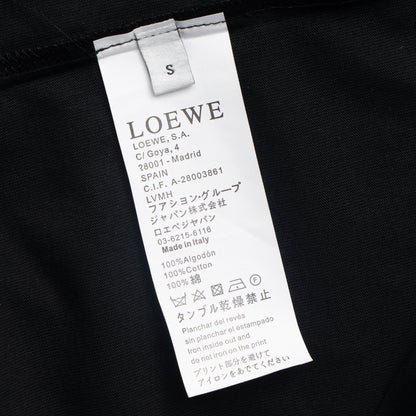 S
LOEWE
LOEWE, S.A.
C/ Goya, 4
28001 - Madrid
SPAIN
C.I.F. A-28003861
LVMH
ファション・グループ
ジャパン株式会社
ロエベジャパン
03-6215-6116
Made in Italy
100%Algodón
100%Cotton
100%綿
タンブル乾燥禁止
Planchar del revés
sin planchar el estampado
Iron inside out and
do not iron on the print
プリント部分を避けて
アイロンをあててください